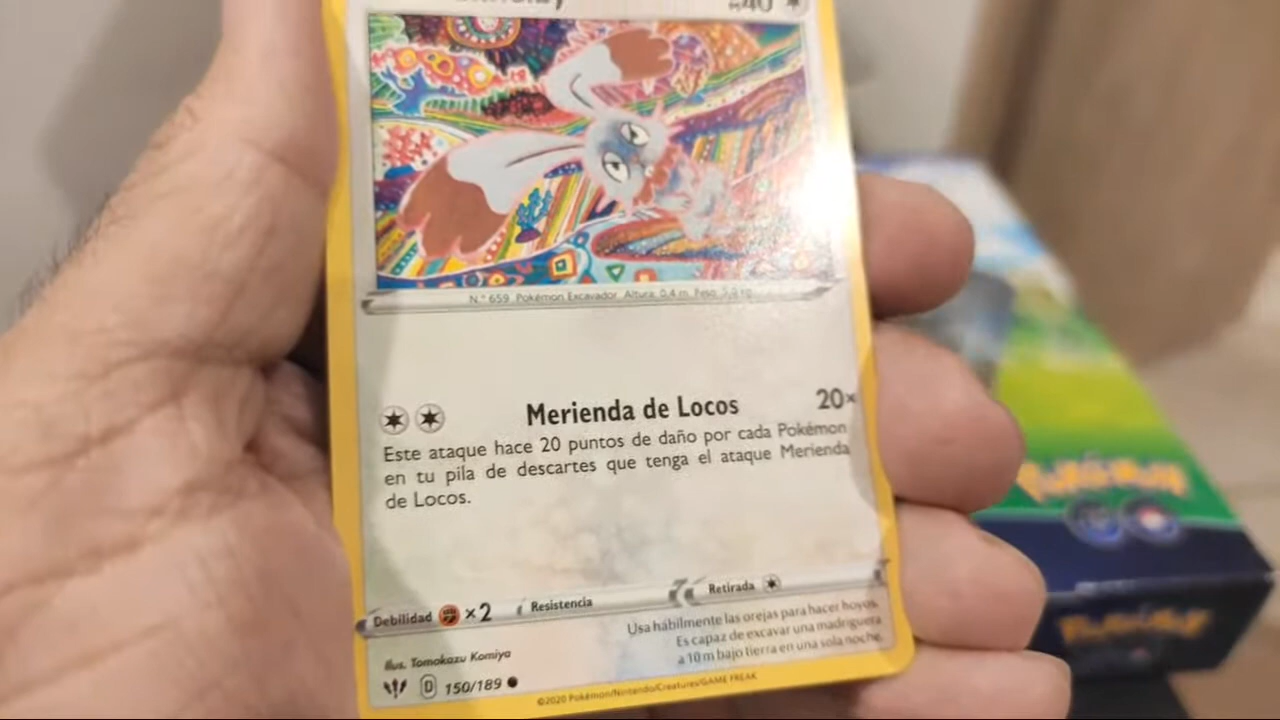 N.º 659 Pokémon Excavador Altura: 0,4 m Peso: 5,0 kg
Merienda de Locos 20×
Este ataque hace 20 puntos de daño por cada Pokémon
en tu pila de descartes que tenga el ataque Merienda
de Locos.
Debilidad ×2 Resistencia Retirada
Usa hábilmente las orejas para hacer hoyos.
Es capaz de excavar una madriguera
a 10 m bajo tierra en una sola noche.
Ilus. Tomokazu Komiya
D 150/189
©2020 Pokémon/Nintendo/Creatures/GAME FREAK
POKÉMON
GO
POKÉMON